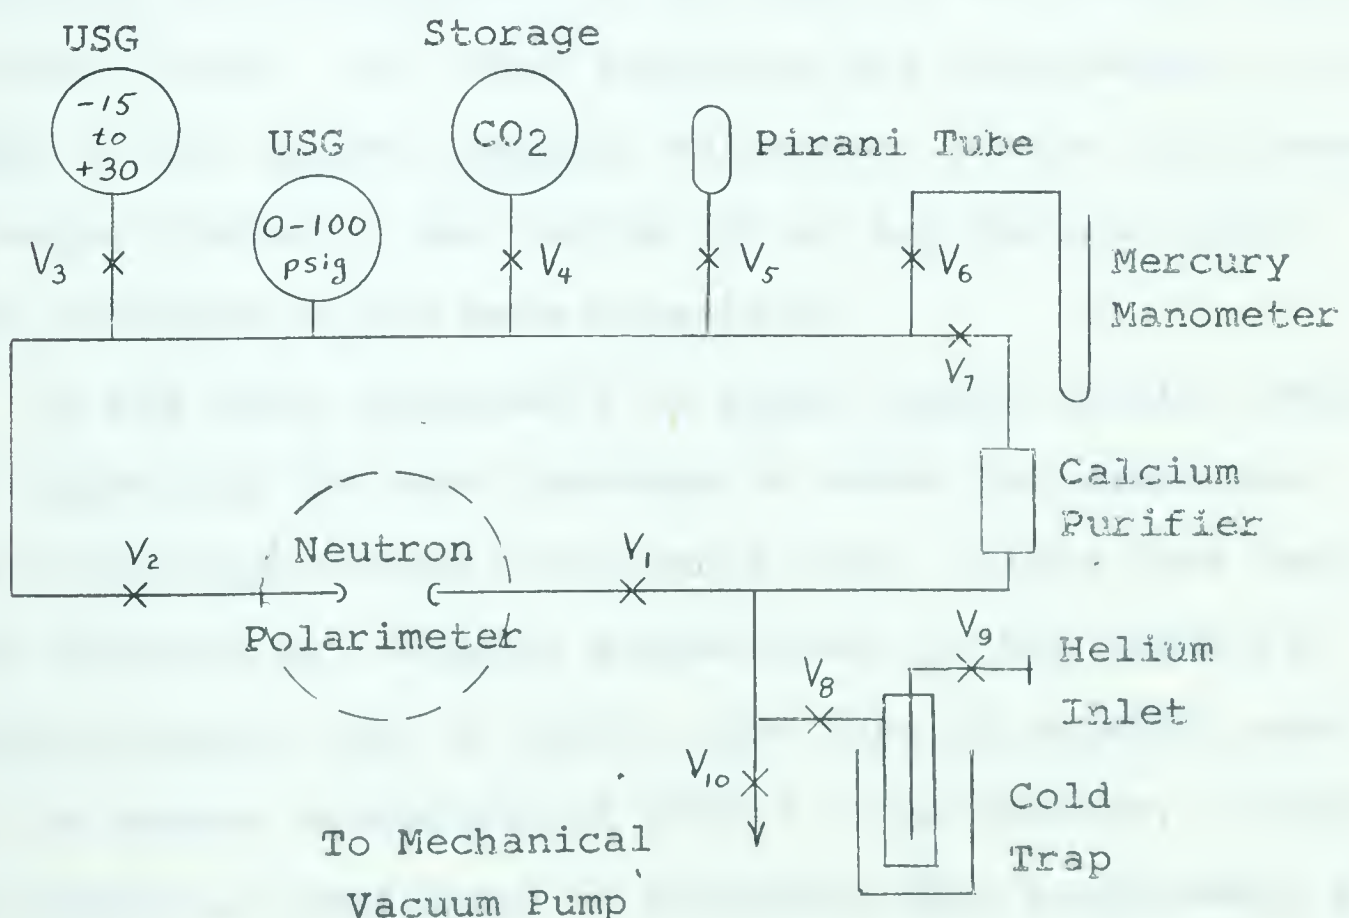 USG
Storage
-15
to
+30
USG
CO2
Pirani Tube
0-100
psig
V3
V4
V5
V6
Mercury
Manometer
V7
Calcium
Purifier
V2
Neutron
V1
Polarimeter
V9
Helium
Inlet
V8
V10
Cold
Trap
To Mechanical
Vacuum Pump